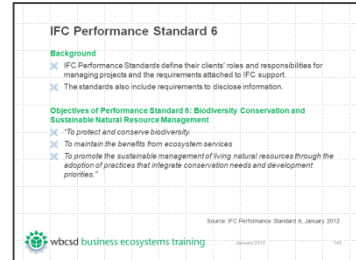 IFC Performance Standard 6
Background
IFC Performance Standards define their clients' roles and responsibilities for
managing projects and the requirements attached to IFC support.
The standards also include requirements to disclose information.
Objectives of Performance Standard 6: Biodiversity Conservation and
Sustainable Natural Resource Management
"To protect and conserve biodiversity.
To maintain the benefits from ecosystem services
To promote the sustainable management of living natural resources through the
adoption of practices that integrate conservation needs and development
priorities."
Source: IFC Performance Standard 6, January 2012
wbcsd business ecosystems training
January 2012